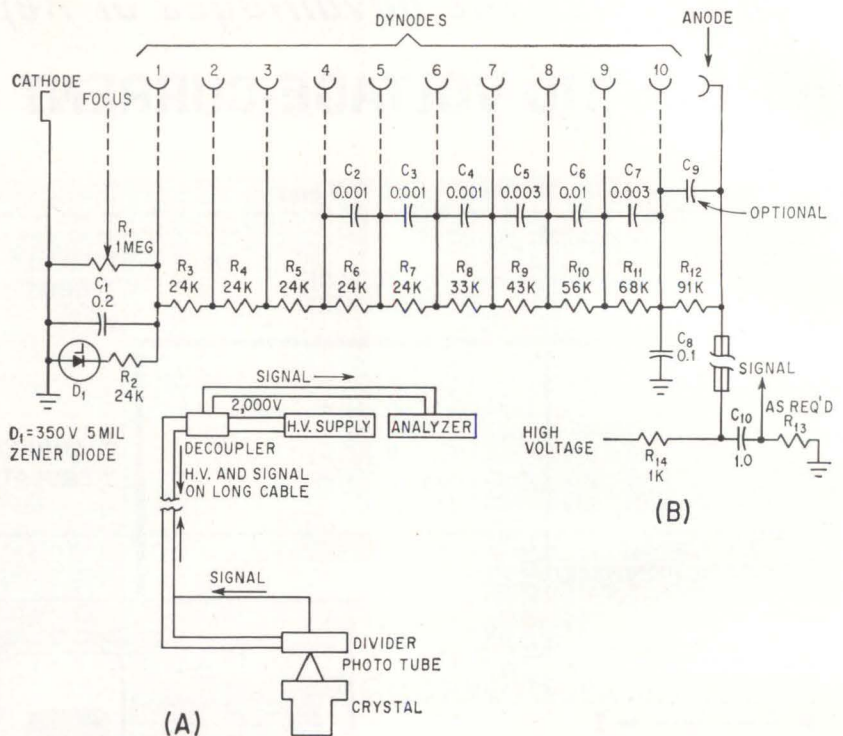 DYNODES
ANODE
CATHODE
FOCUS
1 2 3 4 5 6 7 8 9 10
C2 0.001
C3 0.001
C4 0.001
C5 0.003
C6 0.01
C7 0.003
C9
OPTIONAL
R1
1MEG
C1
0.2
R3 24K
R4 24K
R5 24K
R6 24K
R7 24K
R8 33K
R9 43K
R10 56K
R11 68K
R12 91K
D1
R2
24K
C8
0.1
D1=350V 5MIL
ZENER DIODE
SIGNAL
2,000V
H.V. SUPPLY
ANALYZER
DECOUPLER
H.V. AND SIGNAL
ON LONG CABLE
SIGNAL
DIVIDER
PHOTO TUBE
CRYSTAL
(A)
SIGNAL
AS REQ'D
R13
HIGH
VOLTAGE
R14
1K
C10
1.0
(B)